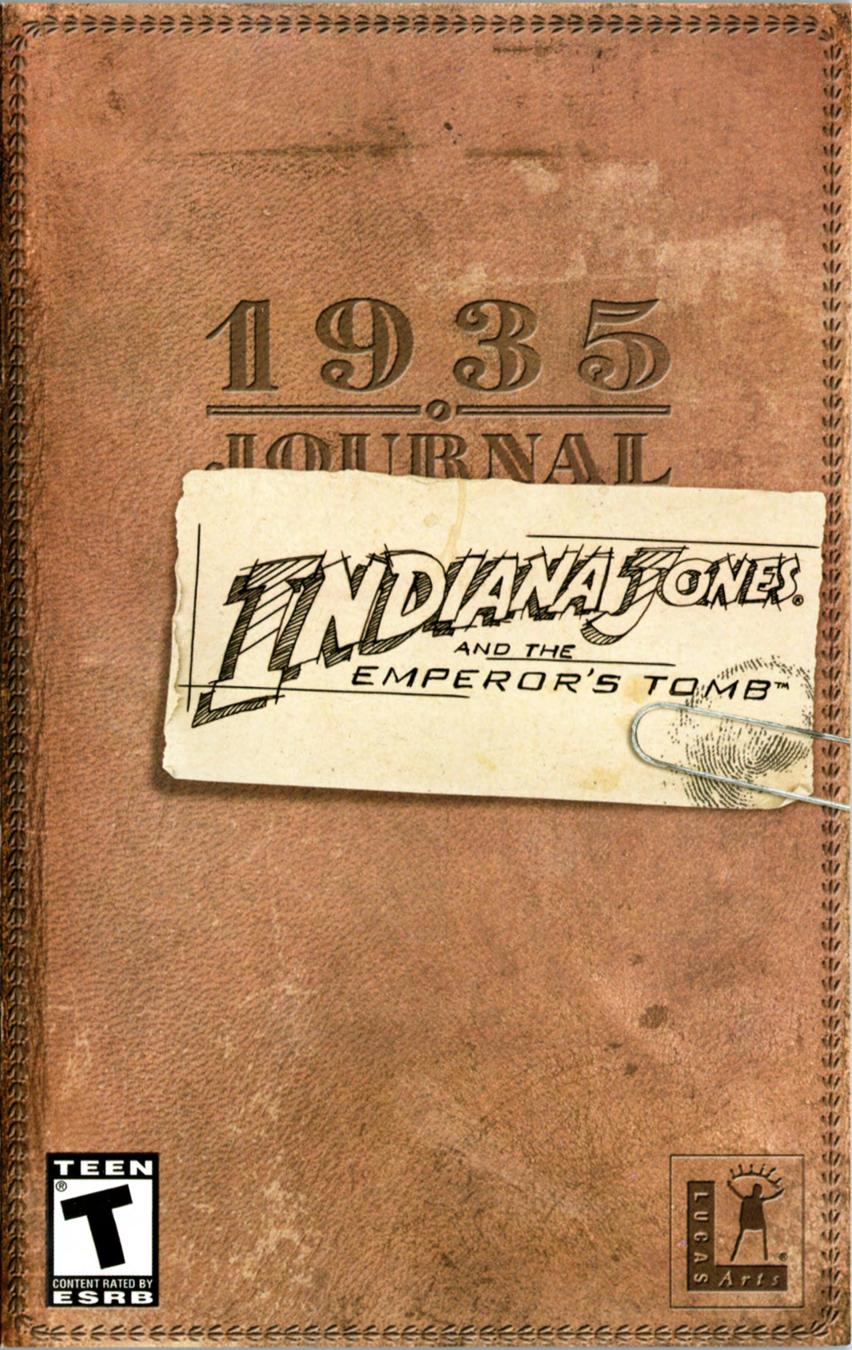 1935
JOURNAL
INDIANA JONES®
AND THE
EMPEROR'S TOMB™
TEEN
®
T
CONTENT RATED BY
ESRB
LUCAS
Arts®